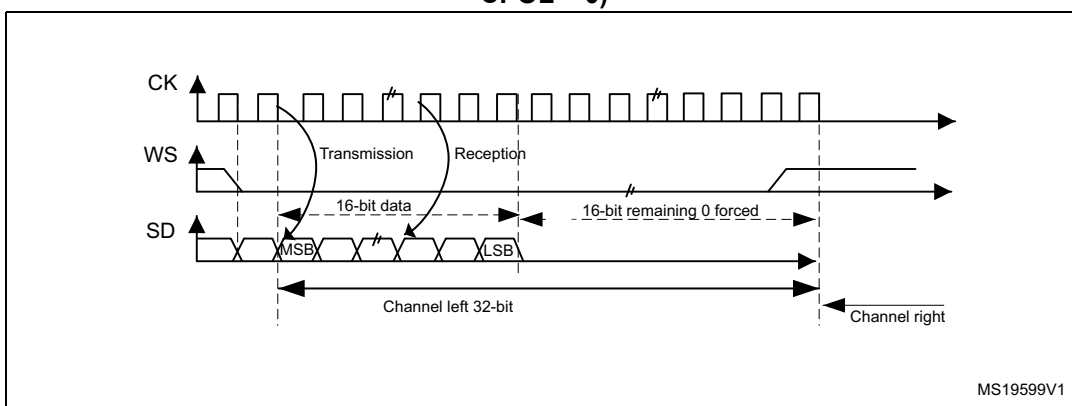 CK
Transmission
Reception
WS
16-bit data
16-bit remaining 0 forced
SD
MSB
LSB
Channel left 32-bit
Channel right
MS19599V1